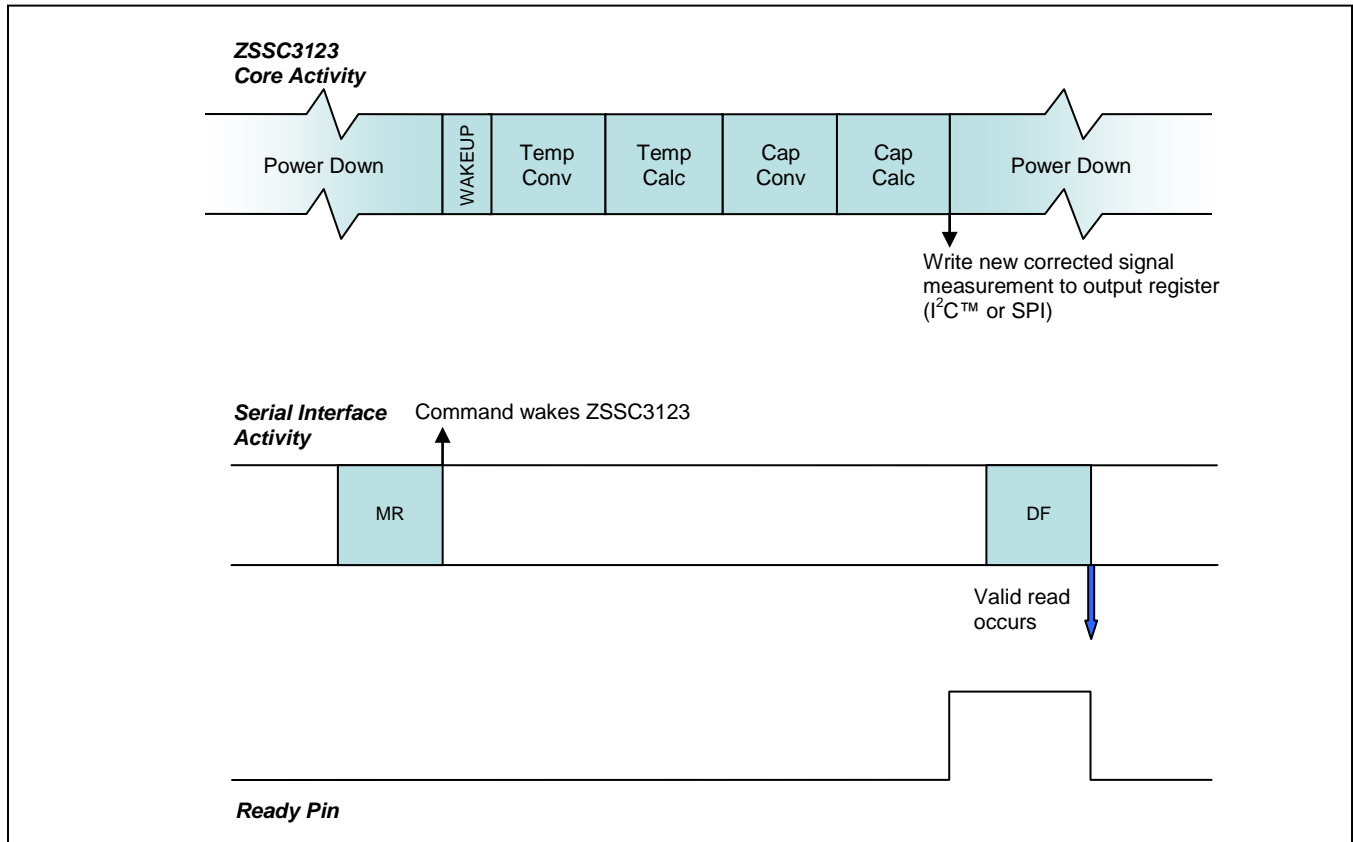 ZSSC3123
Core Activity
Power Down
WAKEUP
Temp
Conv
Temp
Calc
Cap
Conv
Cap
Calc
Power Down
Write new corrected signal
measurement to output register
(I²C™ or SPI)
Serial Interface
Activity
Command wakes ZSSC3123
MR
DF
Valid read
occurs
Ready Pin